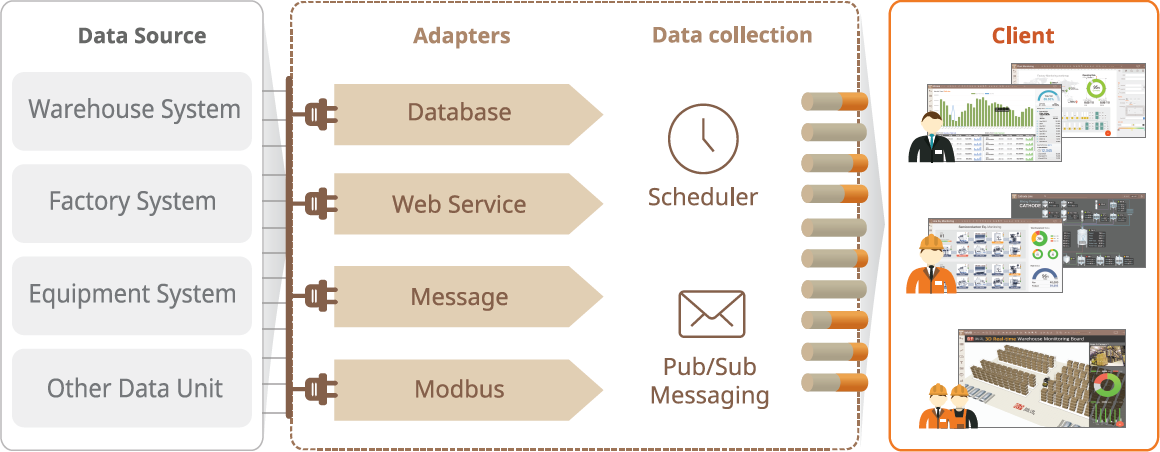 Data Source
Warehouse System
Factory System
Equipment System
Other Data Unit
Adapters
Database
Web Service
Message
Modbus
Data collection
Scheduler
Pub/Sub
Messaging
Client
CATHODE
3D Real-time Warehouse Monitoring Board